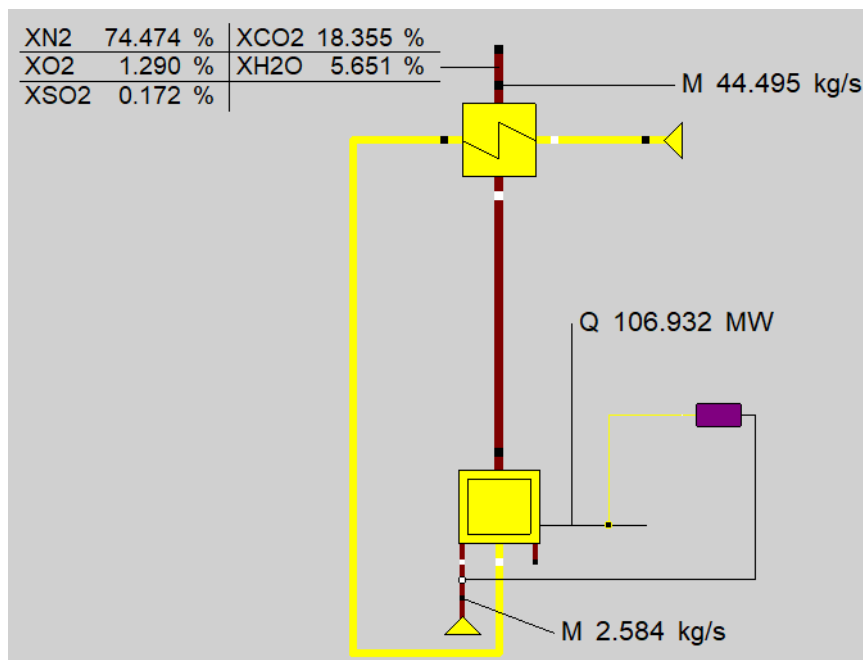 XN2 74.474 % XCO2 18.355 %
XO2 1.290 % XH2O 5.651 %
XSO2 0.172 %
M 44.495 kg/s
Q 106.932 MW
M 2.584 kg/s